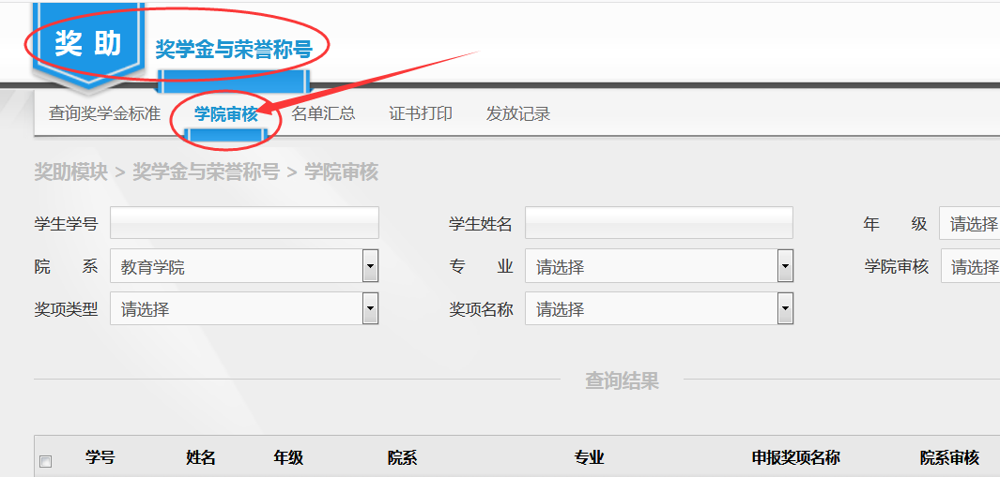 奖 助
奖学金与荣誉称号
查询奖学金标准 学院审核 名单汇总 证书打印 发放记录
奖助模块 > 奖学金与荣誉称号 > 学院审核
学生学号 学生姓名 年 级 请选择
院 系 教育学院 专 业 请选择 学院审核 请选择
奖项类型 请选择 奖项名称 请选择
查询结果
学号 姓名 年级 院系 专业 申报奖项名称 院系审核